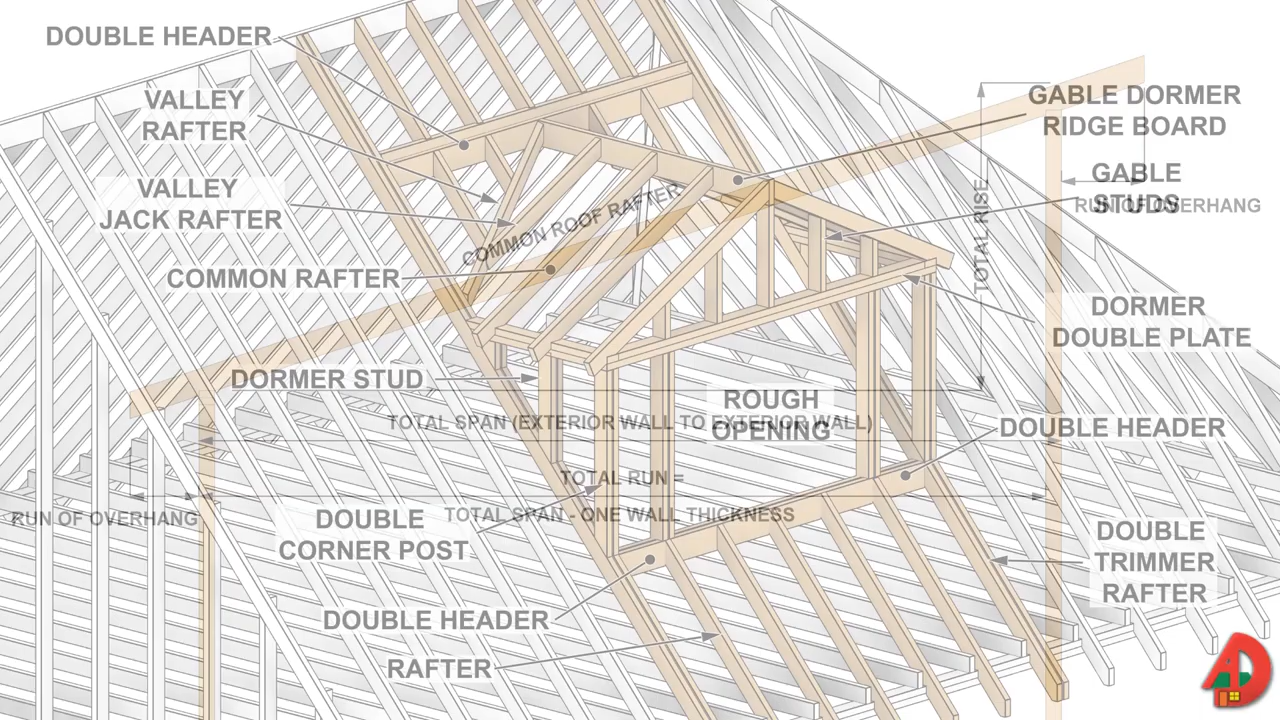 DOUBLE HEADER
VALLEY
RAFTER
VALLEY
JACK RAFTER
COMMON RAFTER
COMMON ROOF RAFTER
GABLE DORMER
RIDGE BOARD
GABLE
STUDS
RUN OF OVERHANG
TOTAL RISE
DORMER
DOUBLE PLATE
DORMER STUD
ROUGH
OPENING
TOTAL SPAN (EXTERIOR WALL TO EXTERIOR WALL)
DOUBLE HEADER
TOTAL RUN =
TOTAL SPAN - ONE WALL THICKNESS
RUN OF OVERHANG
DOUBLE
CORNER POST
DOUBLE
TRIMMER
RAFTER
DOUBLE HEADER
RAFTER
AD